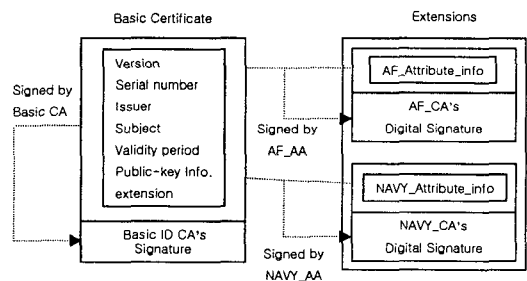 Basic Certificate
Extensions
Version
Serial number
Issuer
Subject
Validity period
Public-key Info.
extension
Signed by
Basic CA
Basic ID CA's
Signature
Signed by
AF_AA
Signed by
NAVY_AA
AF_Attribute_info
AF_CA's
Digital Signature
NAVY_Attribute_info
NAVY_CA's
Digital Signature